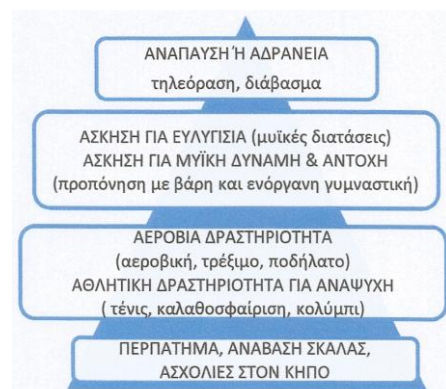 ΑΝΑΠΑΥΣΗ Ή ΑΔΡΑΝΕΙΑ
τηλεόραση, διάβασμα
ΑΣΚΗΣΗ ΓΙΑ ΕΥΛΥΓΙΣΙΑ (μυϊκές διατάσεις)
ΑΣΚΗΣΗ ΓΙΑ ΜΥΪΚΗ ΔΥΝΑΜΗ & ΑΝΤΟΧΗ
(προπόνηση με βάρη και ενόργανη γυμναστική)
ΑΕΡΟΒΙΑ ΔΡΑΣΤΗΡΙΟΤΗΤΑ
(αεροβική, τρέξιμο, ποδήλατο)
ΑΘΛΗΤΙΚΗ ΔΡΑΣΤΗΡΙΟΤΗΤΑ ΓΙΑ ΑΝΑΨΥΧΗ
( τένις, καλαθοσφαίριση, κολύμπι)
ΠΕΡΠΑΤΗΜΑ, ΑΝΑΒΑΣΗ ΣΚΑΛΑΣ,
ΑΣΧΟΛΙΕΣ ΣΤΟΝ ΚΗΠΟ